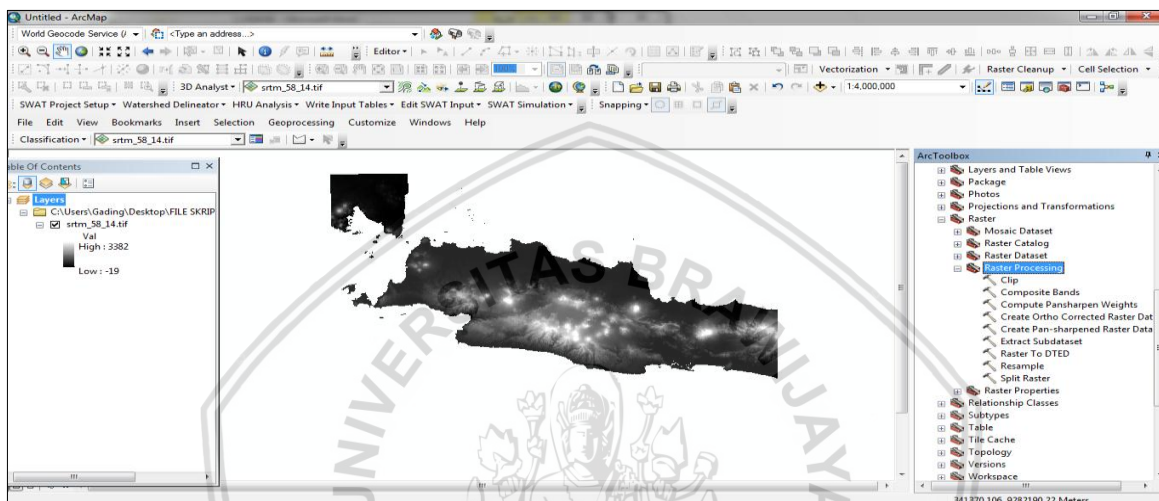 Untitled - ArcMap
World Geocode Service (/ <Type an address...>
Editor
Vectorization Raster Cleanup Cell Selection
3D Analyst srtm_58_14.tif 1:4,000,000
SWAT Project Setup Watershed Delineator HRU Analysis Write Input Tables Edit SWAT Input SWAT Simulation Snapping
File Edit View Bookmarks Insert Selection Geoprocessing Customize Windows Help
Classification srtm_58_14.tif
able Of Contents
Layers
C:\Users\Gading\Desktop\FILE SKRIP
srtm_58_14.tif
Val
High : 3382
Low : -19
UNIVERSITAS BRAWIJAYA
ArcToolbox
Layers and Table Views
Package
Photos
Projections and Transformations
Raster
Mosaic Dataset
Raster Catalog
Raster Dataset
Raster Processing
Clip
Composite Bands
Compute Pansharpen Weights
Create Ortho Corrected Raster Dat
Create Pan-sharpened Raster Data
Extract Subdataset
Raster To DTED
Resample
Split Raster
Raster Properties
Relationship Classes
Subtypes
Table
Tile Cache
Topology
Versions
Workspace
341370,106 9282190,22 Meters